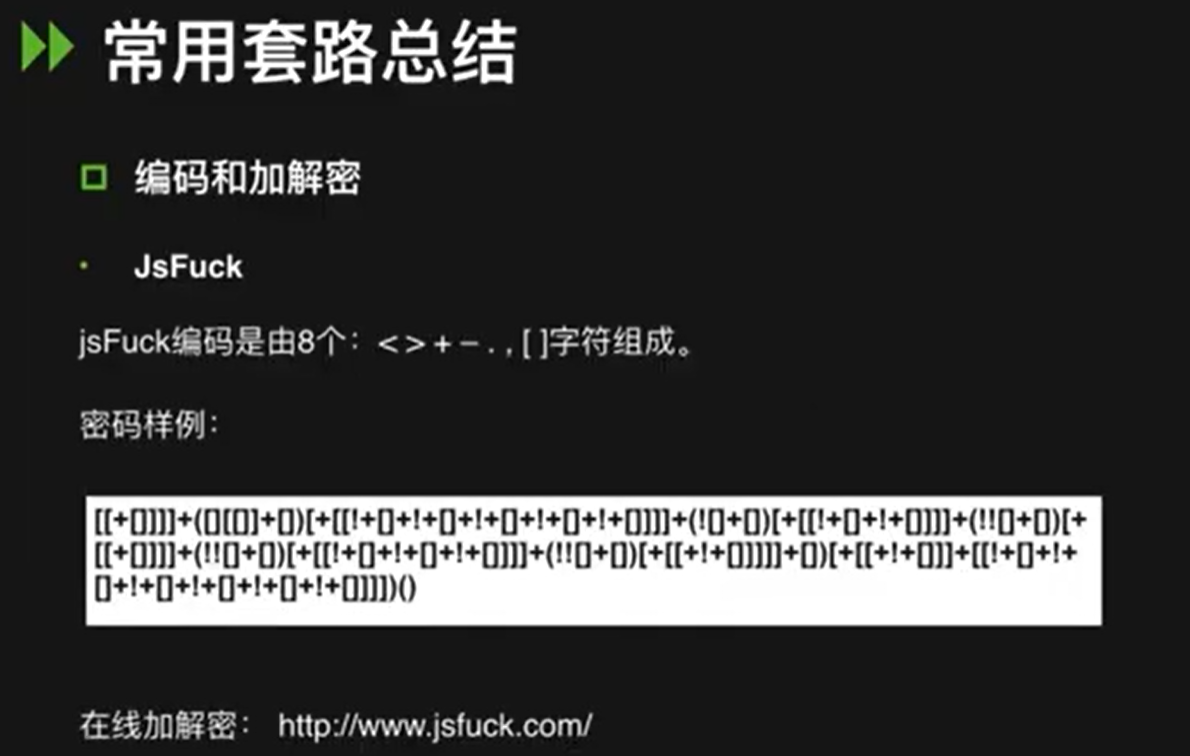 常用套路总结
编码和加解密
JsFuck
jsFuck编码是由8个：< > + – . , [ ]字符组成。
密码样例：
[[+[]]]]+([][[]]+[])[+[[!+[]+!+[]+!+[]+!+[]+!+[]]]]+(![]+[])[+[[!+[]+!+[]]]]+(!![]+[])[+
[[+[]]]]+(!![]+[])[+[[!+[]+!+[]+!+[]]]]+(!![]+[])[+[[+!+[]]]]]+[])[+[[+!+[]]]+[[!+[]+!+
[]+!+[]+!+[]+!+[]+!+[]]]])()
在线加解密： http://www.jsfuck.com/